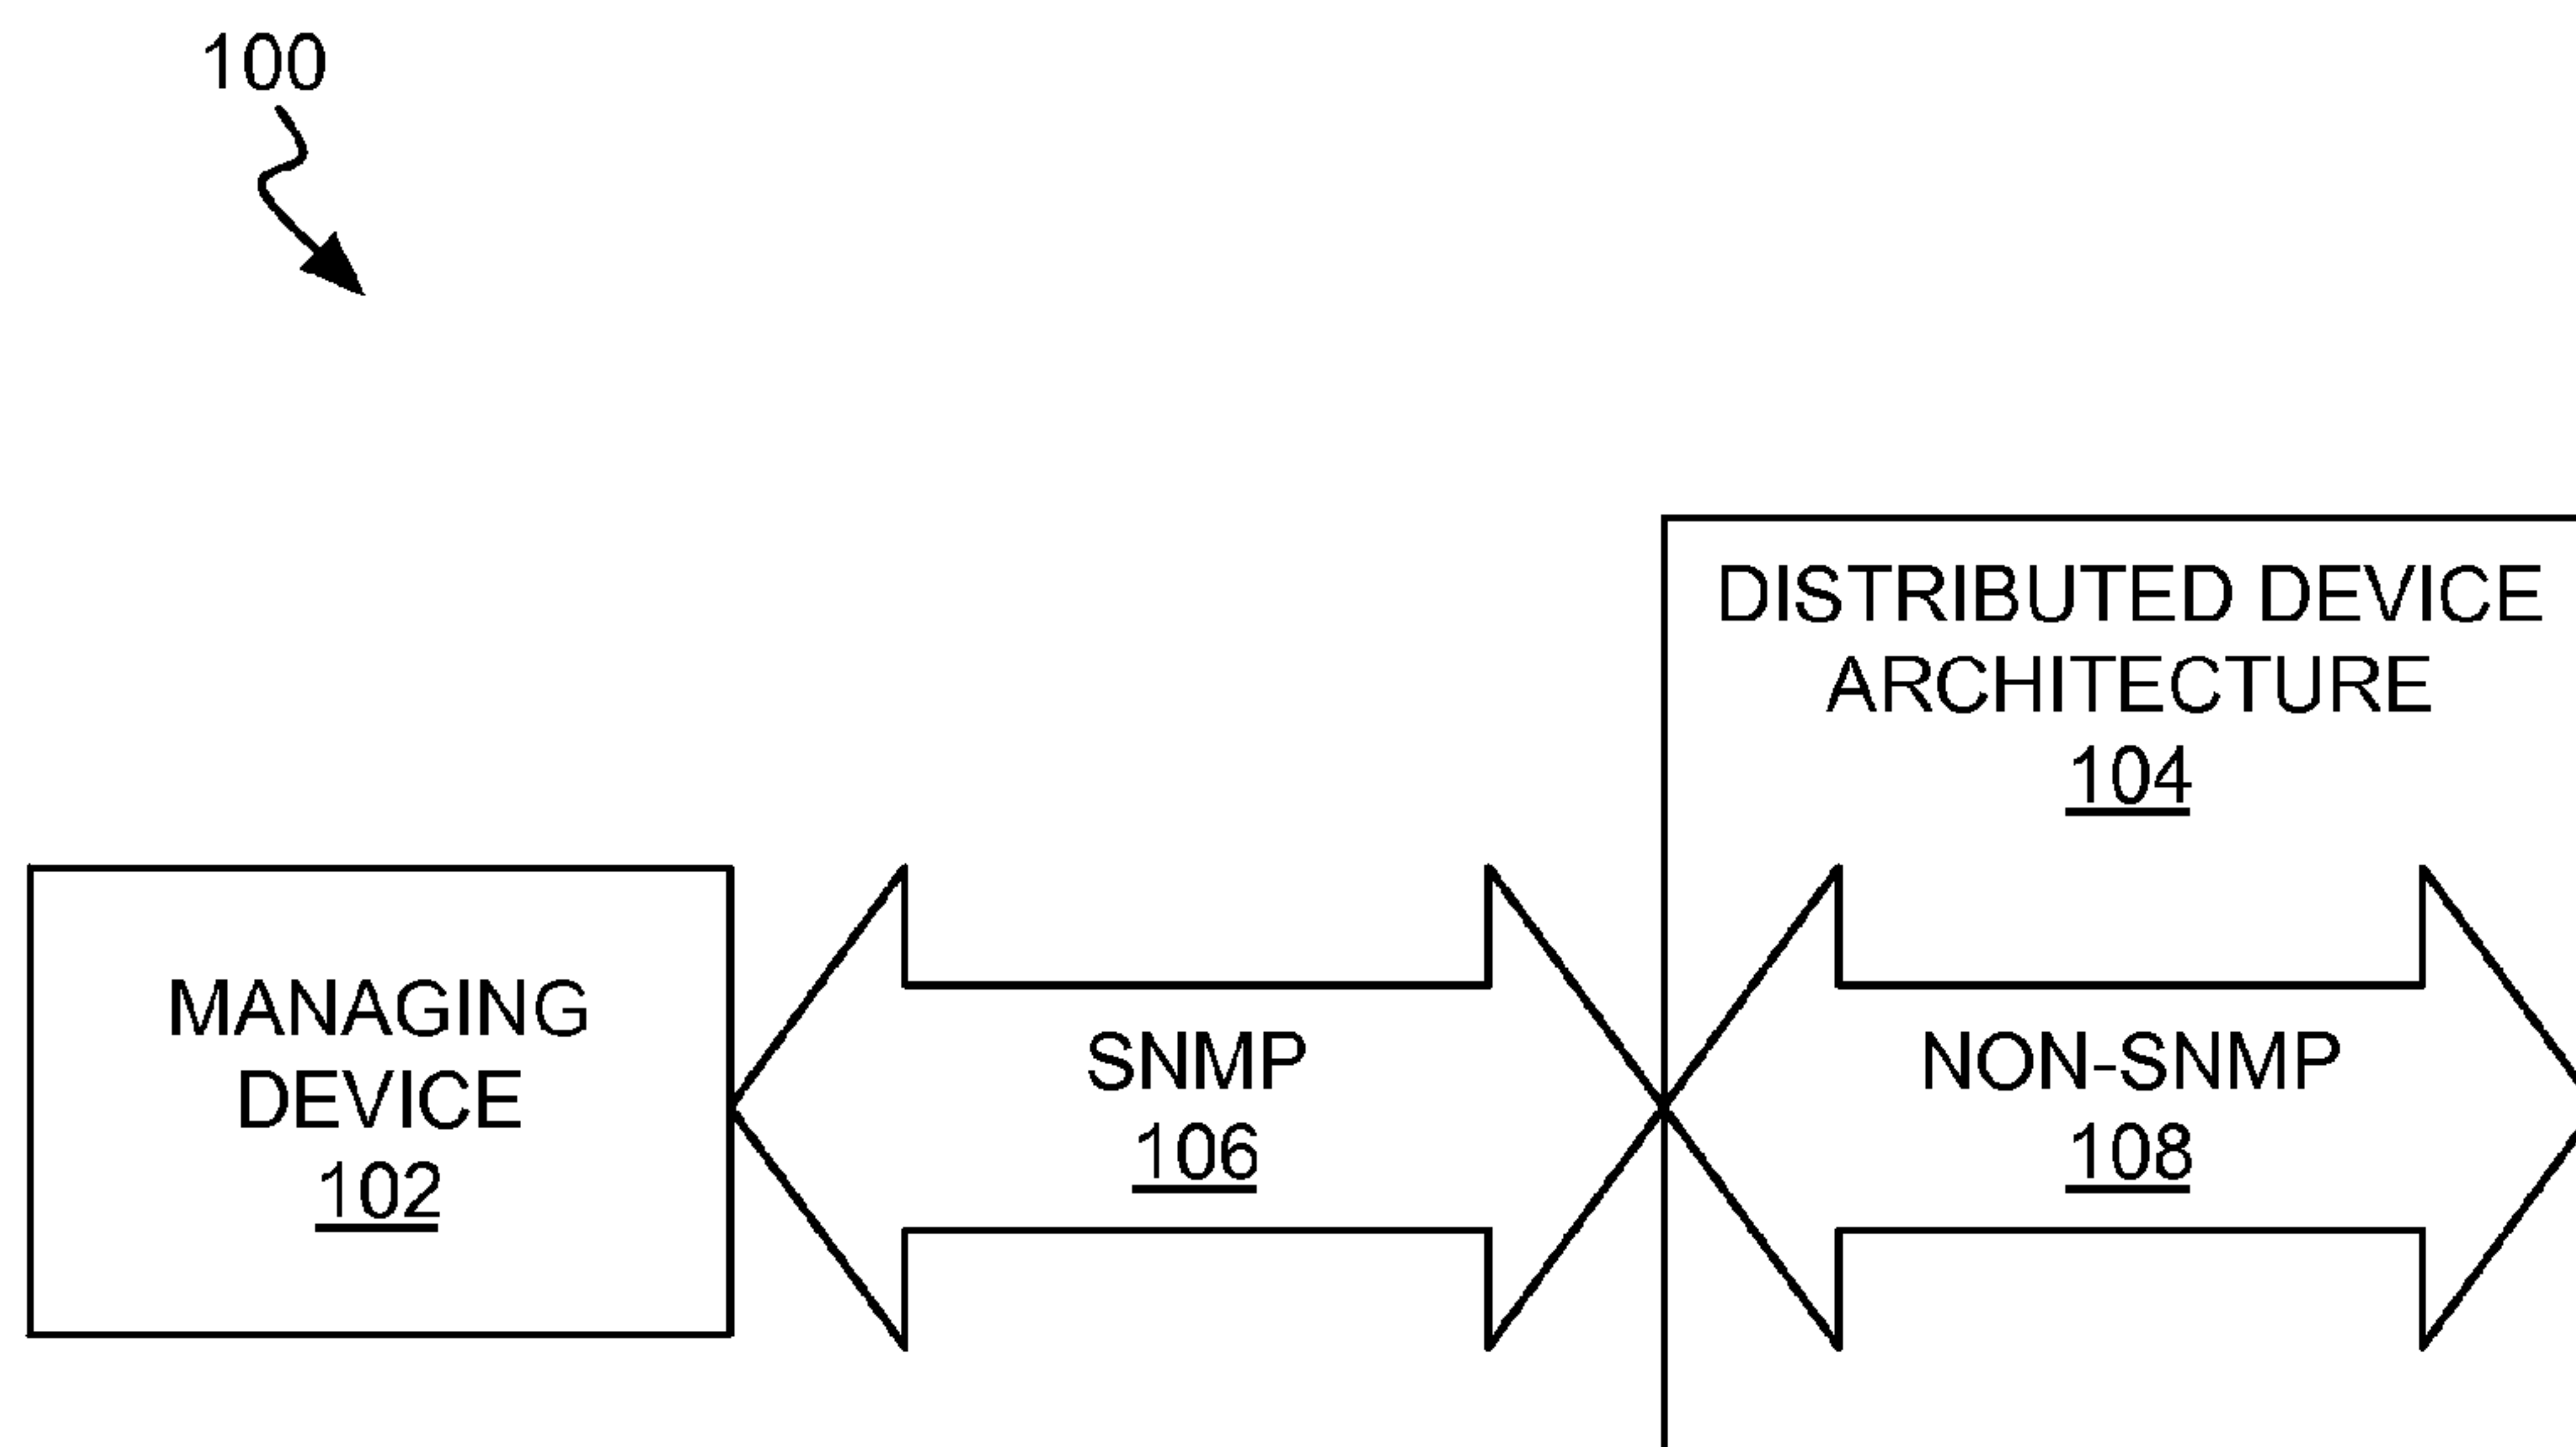 100
DISTRIBUTED DEVICE
ARCHITECTURE
104
MANAGING
DEVICE
102
SNMP
106
NON-SNMP
108